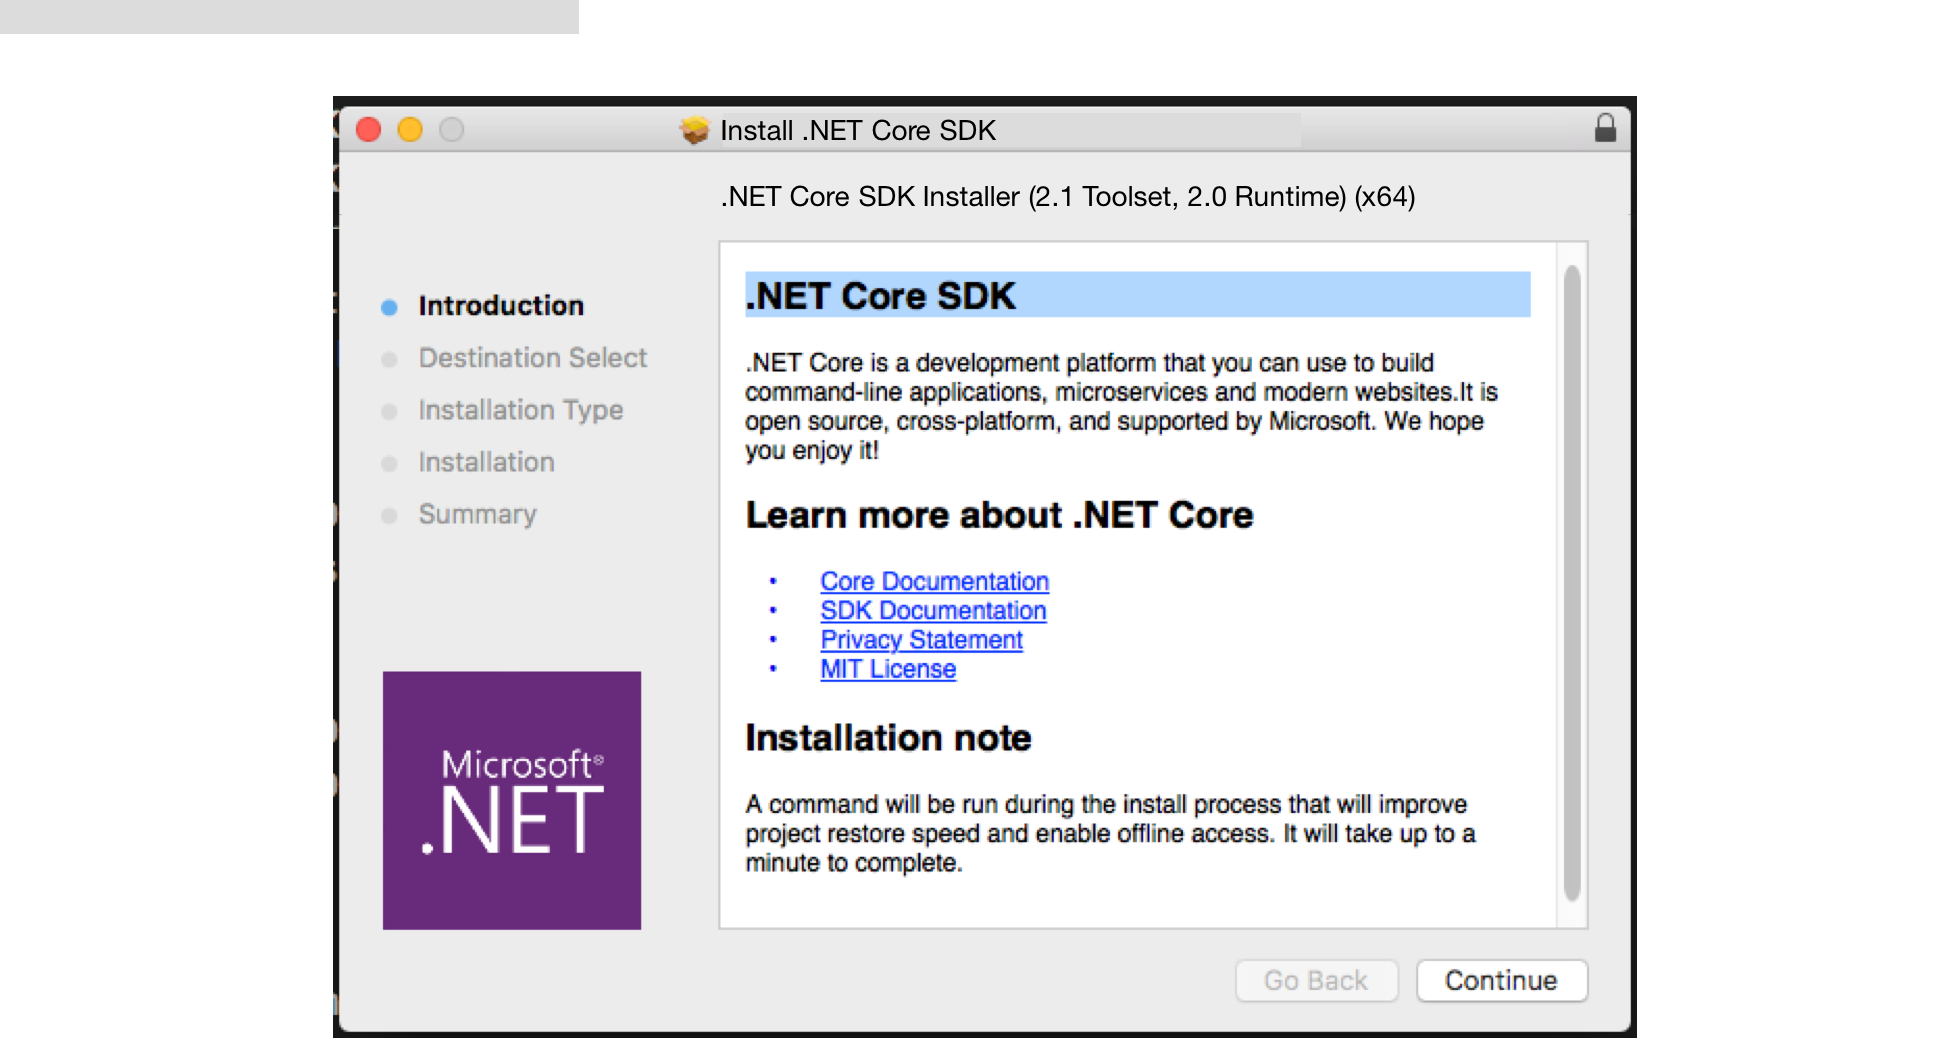 Install .NET Core SDK
.NET Core SDK Installer (2.1 Toolset, 2.0 Runtime) (x64)
Introduction
Destination Select
Installation Type
Installation
Summary
Microsoft®
.NET
.NET Core SDK
.NET Core is a development platform that you can use to build
command-line applications, microservices and modern websites.It is
open source, cross-platform, and supported by Microsoft. We hope
you enjoy it!
Learn more about .NET Core
• Core Documentation
• SDK Documentation
• Privacy Statement
• MIT License
Installation note
A command will be run during the install process that will improve
project restore speed and enable offline access. It will take up to a
minute to complete.
Go Back
Continue